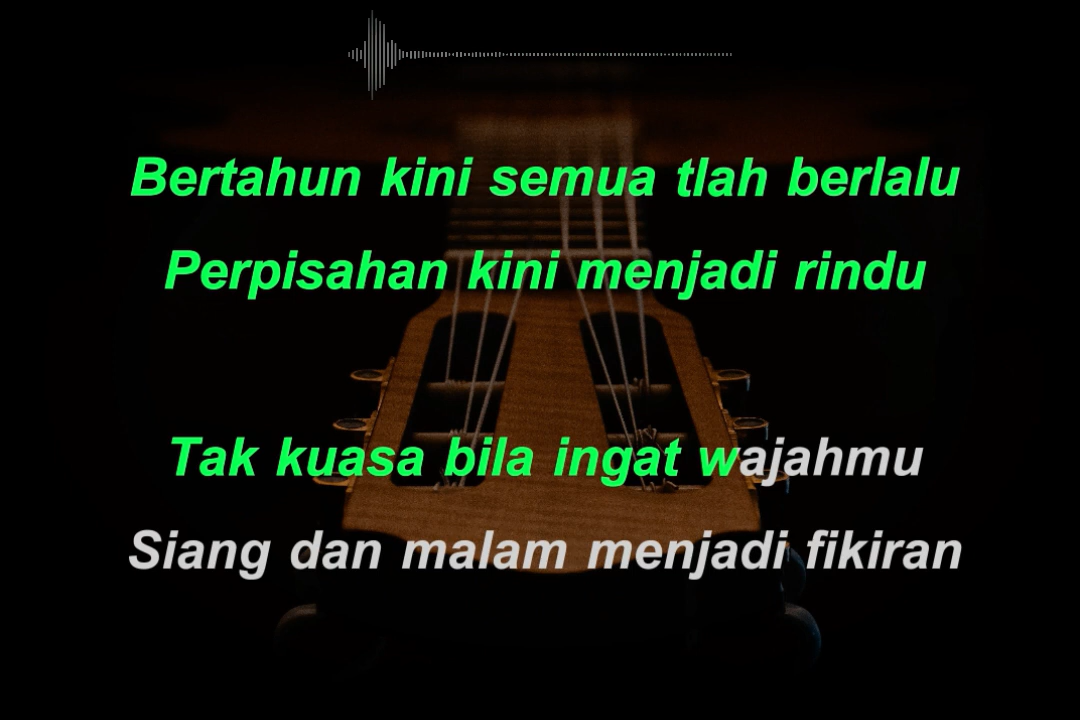 Bertahun kini semua tlah berlalu
Perpisahan kini menjadi rindu
Tak kuasa bila ingat wajahmu
Siang dan malam menjadi fikiran